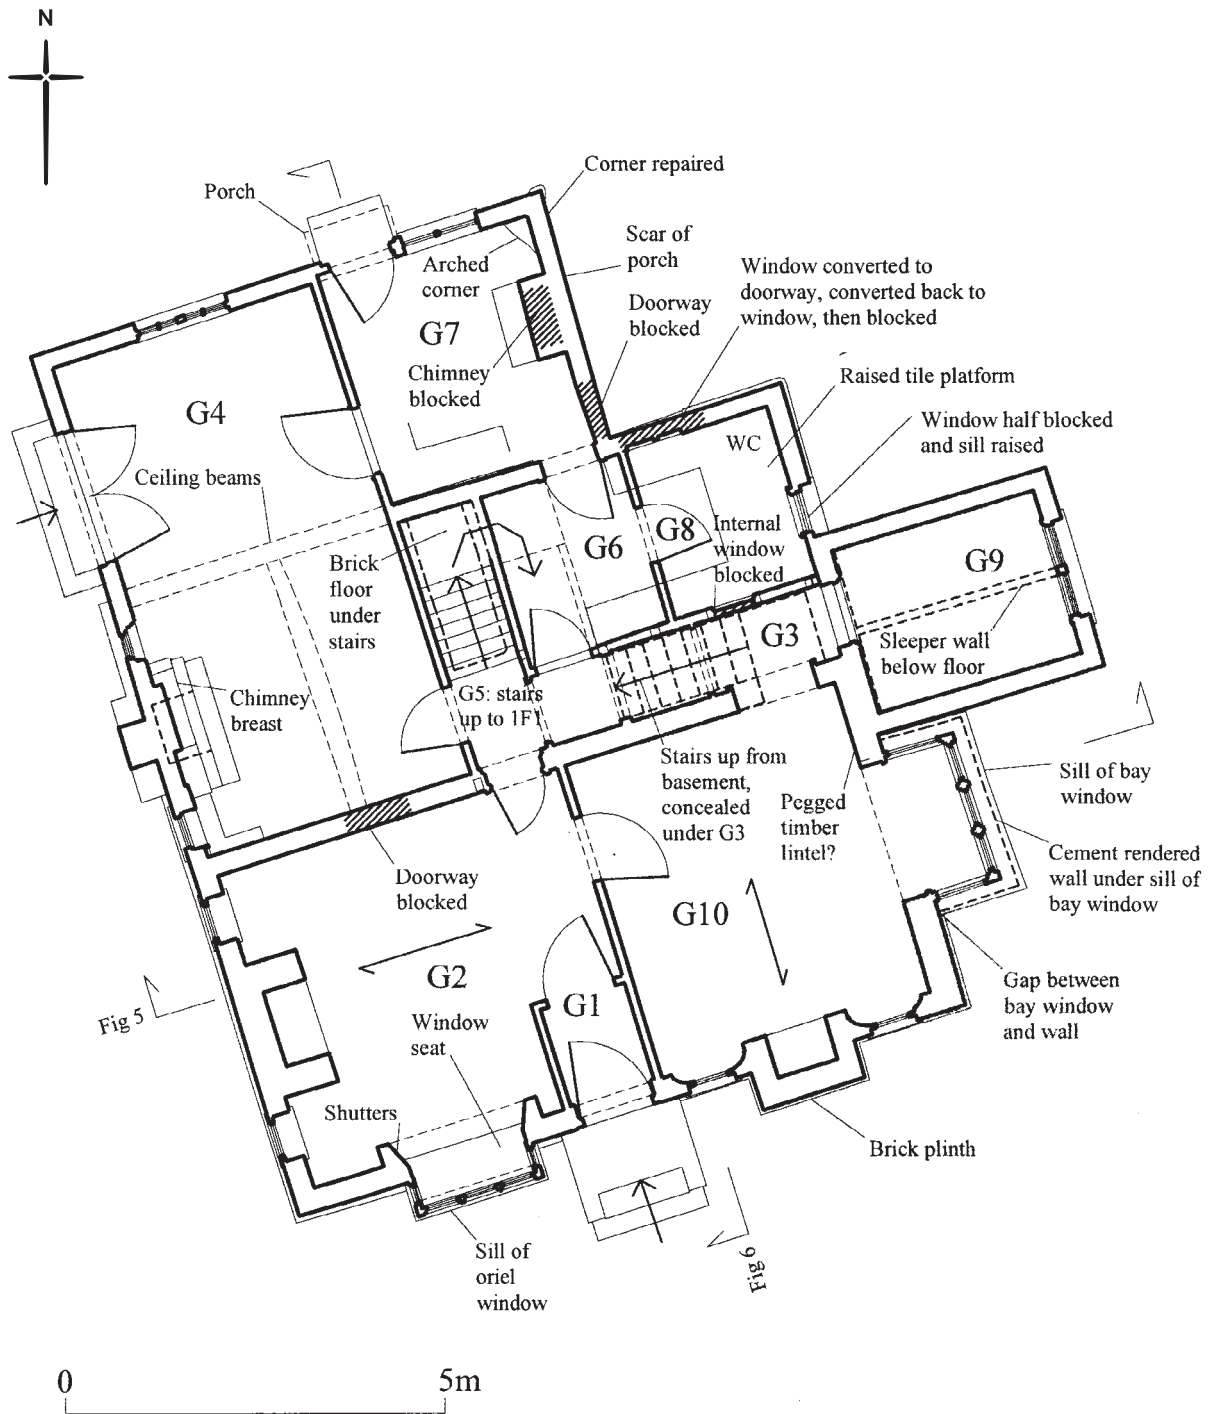 N
Corner repaired
Porch
Scar of
porch
Arched
corner
Window converted to
doorway, converted back to
window, then blocked
Doorway
blocked
G7
Chimney
blocked
Raised tile platform
G4
WC
Window half blocked
and sill raised
Ceiling beams
G8
Internal
window
blocked
G6
G9
Brick
floor
under
stairs
G3
Sleeper wall
below floor
Chimney
breast
G5: stairs
up to 1F1
Stairs up from
basement,
concealed
under G3
Pegged
timber
lintel?
Sill of bay
window
Cement rendered
wall under sill of
bay window
Doorway
blocked
G10
G2
G1
Gap between
bay window
and wall
Fig 5
Window
seat
Shutters
Brick plinth
Sill of
oriel
window
Fig 6
0 5m